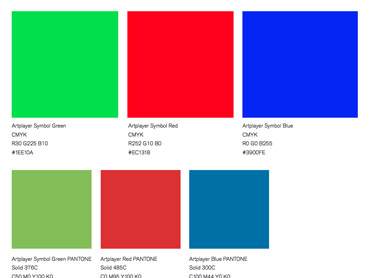 Artplayer Symbol Green
CMYK
R30 G225 B10
#1EE10A
Artplayer Symbol Red
CMYK
R252 G10 B0
#EC131B
Artplayer Symbol Blue
CMYK
R0 G0 B255
#3900FE
Artplayer Symbol Green PANTONE
Solid 376C
C50 M0 Y100 K0
Artplayer Red PANTONE
Solid 485C
C0 M95 Y100 K0
Artplayer Blue PANTONE
Solid 300C
C100 M44 Y0 K0